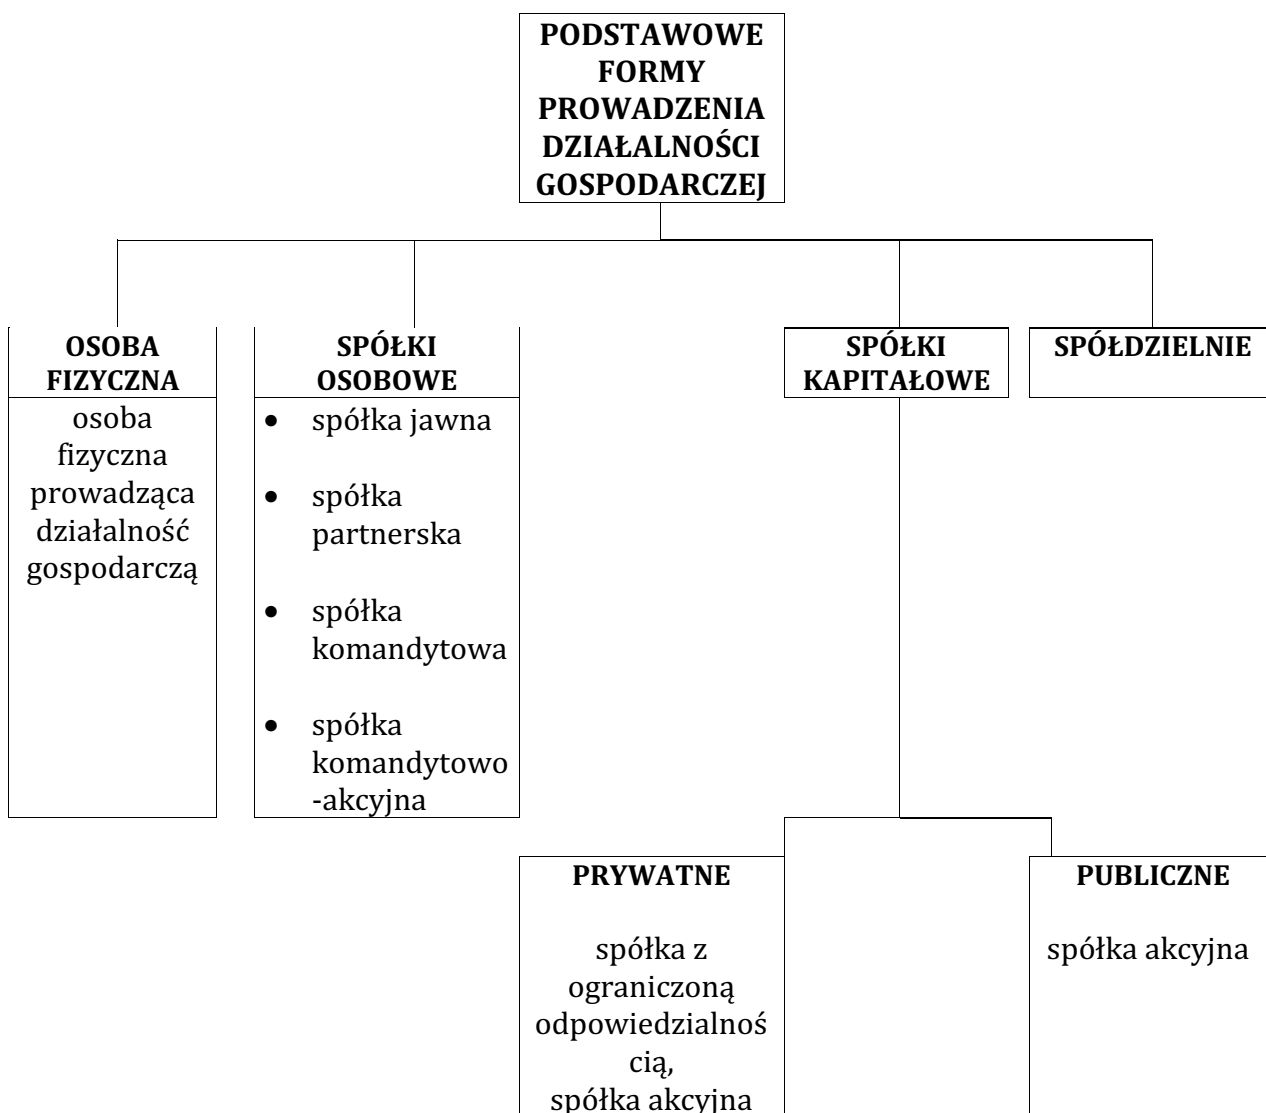 PODSTAWOWE
FORMY
PROWADZENIA
DZIAŁALNOŚCI
GOSPODARCZEJ
OSOBA
FIZYCZNA
osoba
fizyczna
prowadząca
działalność
gospodarczą
SPÓŁKI
OSOBOWE
• spółka jawna
• spółka
partnerska
• spółka
komandytowa
• spółka
komandytowo
-akcyjna
SPÓŁKI
KAPITAŁOWE
SPÓŁDZIELNIE
PRYWATNE
spółka z
ograniczoną
odpowiedzialnoś
cią,
spółka akcyjna
PUBLICZNE
spółka akcyjna